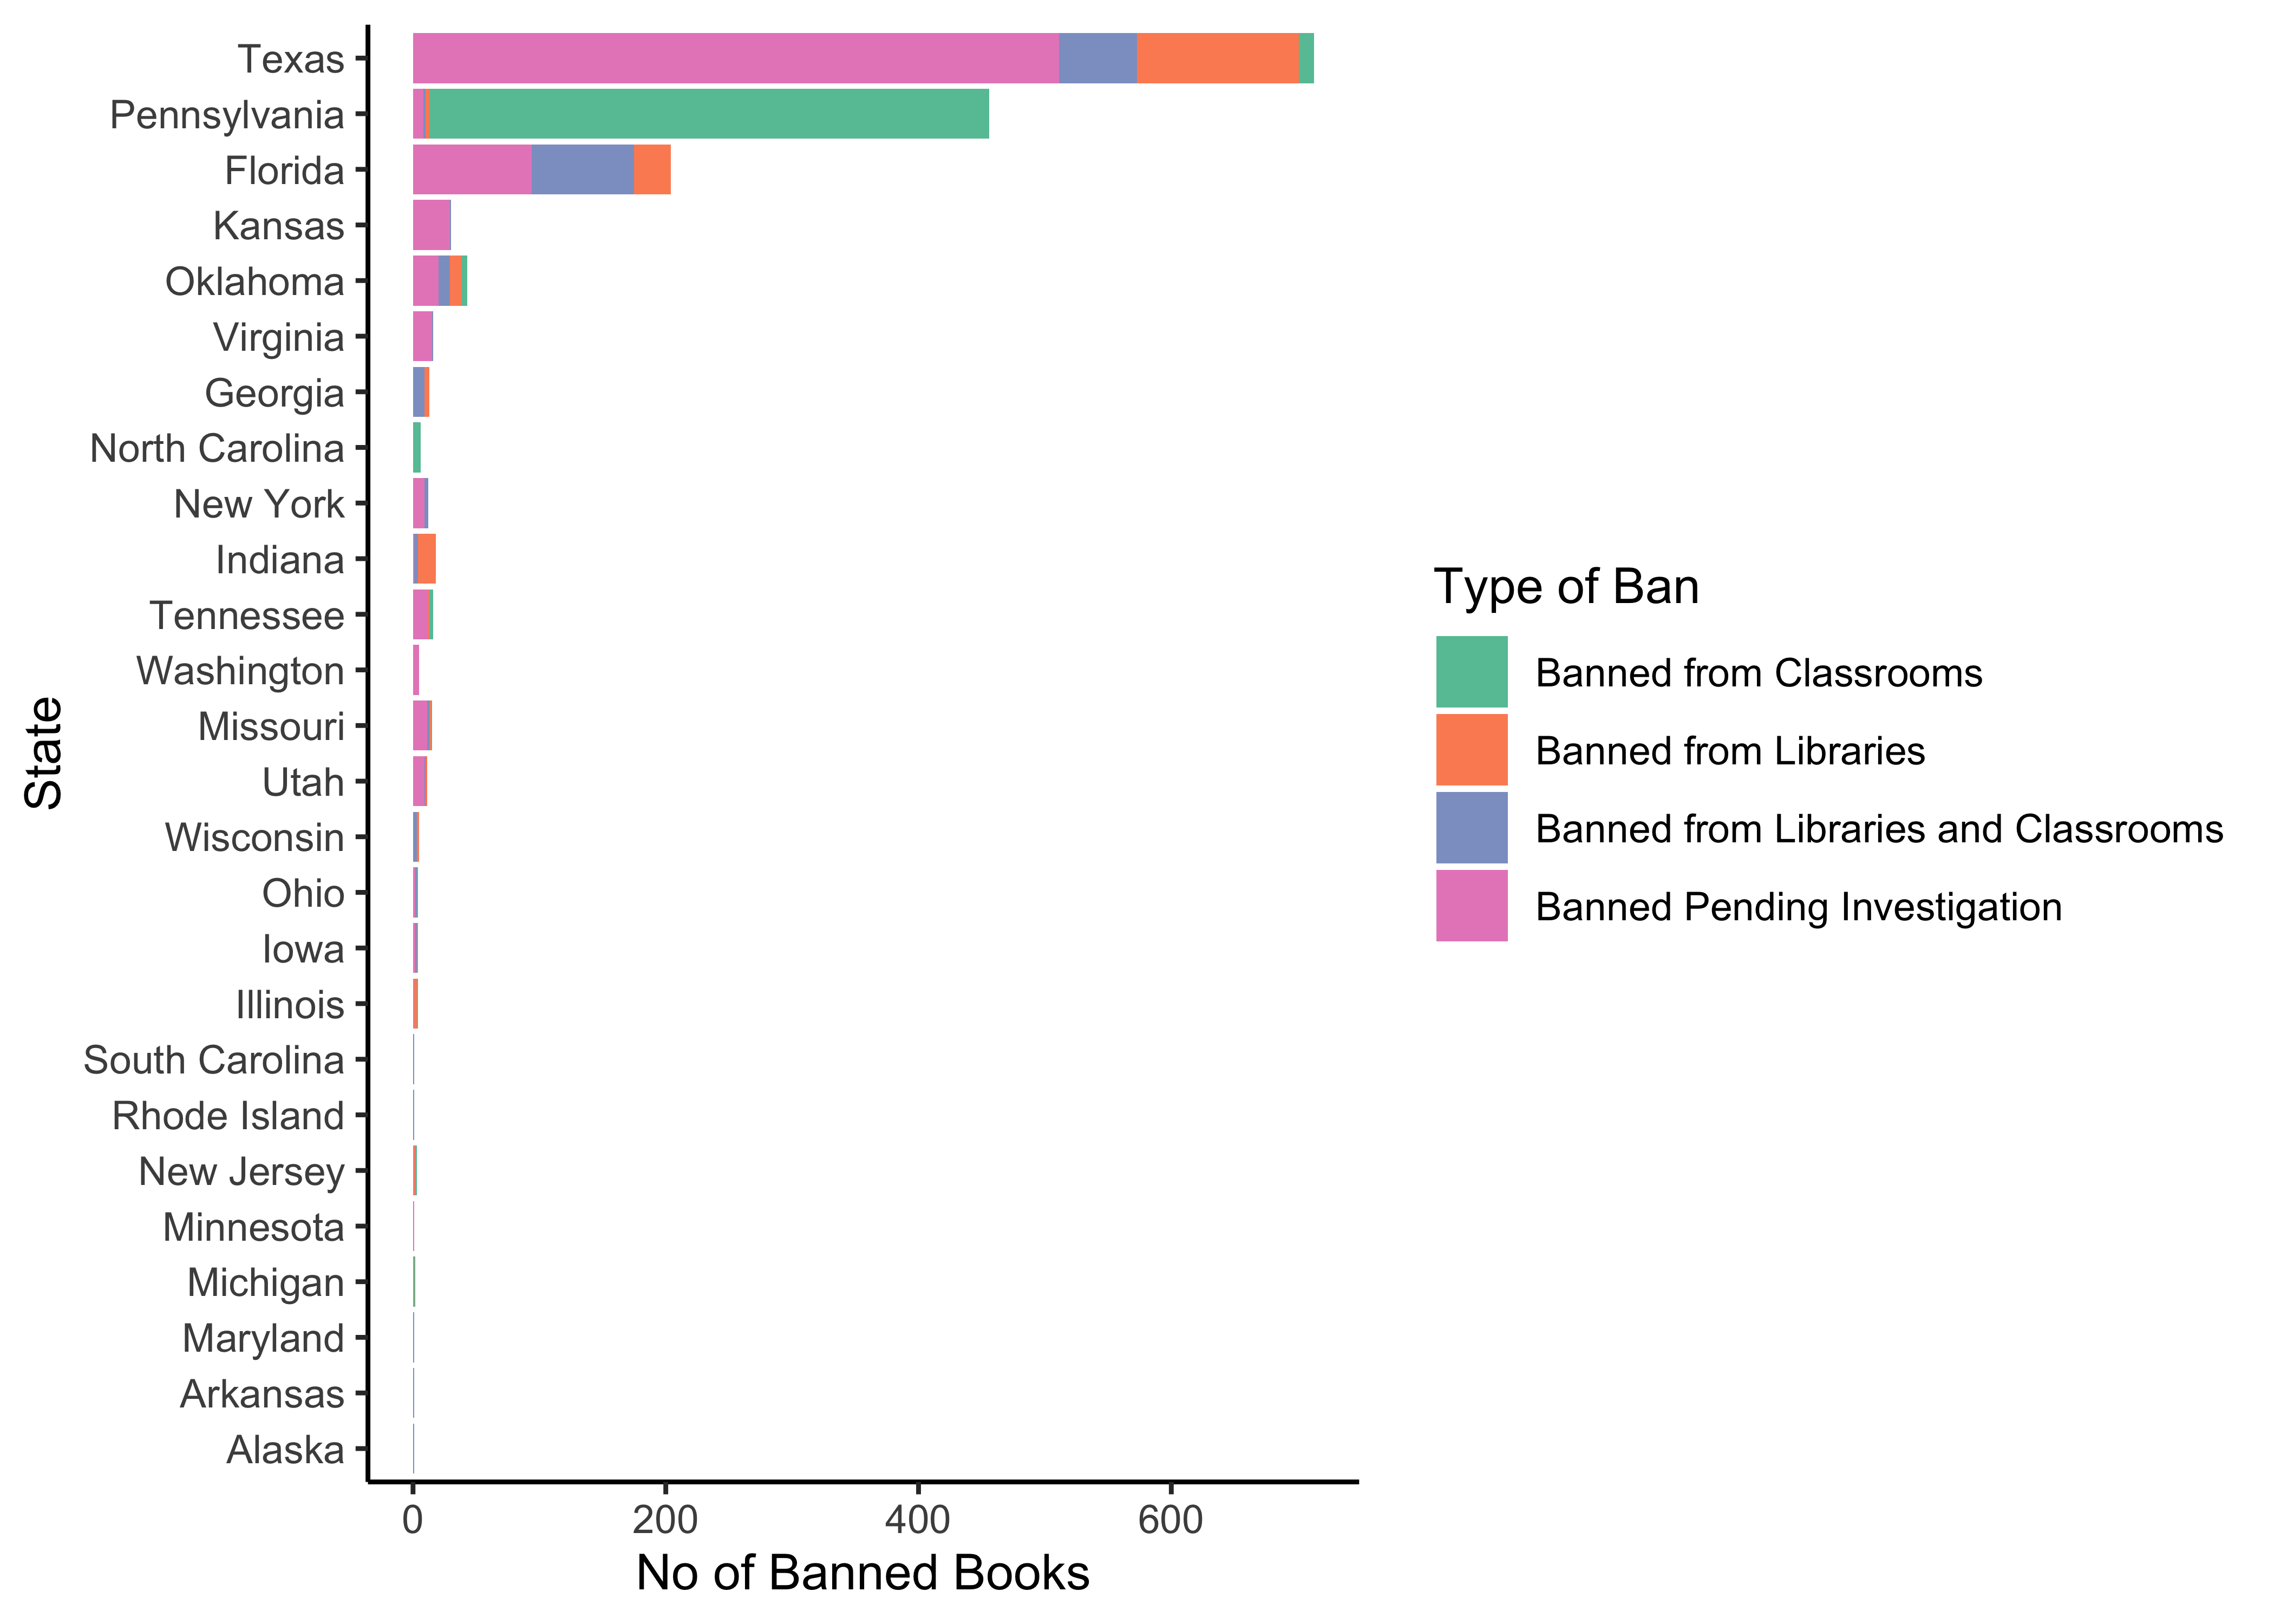 Texas
Pennsylvania
Florida
Kansas
Oklahoma
Virginia
Georgia
North Carolina
New York
Indiana
Tennessee
Washington
Missouri
Utah
Wisconsin
Ohio
Iowa
Illinois
South Carolina
Rhode Island
New Jersey
Minnesota
Michigan
Maryland
Arkansas
Alaska
State
0 200 400 600
No of Banned Books
Type of Ban
Banned from Classrooms
Banned from Libraries
Banned from Libraries and Classrooms
Banned Pending Investigation